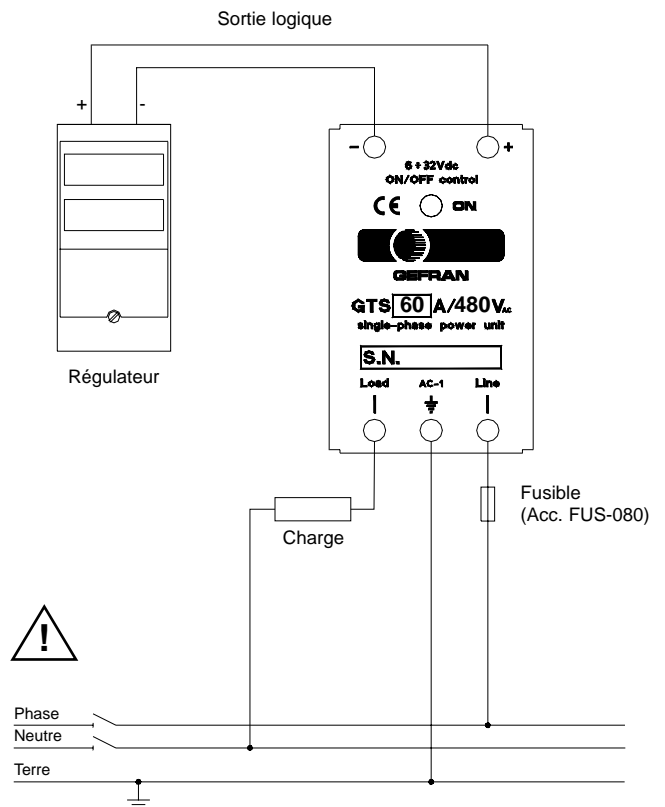 Sortie logique
+ -
- +
6÷32Vdc
ON/OFF control
CE ON
GEFRAN
GTS 60 A/480VAC
single-phase power unit
S.N.
Load AC-1 Line
Régulateur
Fusible
(Acc. FUS-080)
Charge
!
Phase
Neutre
Terre